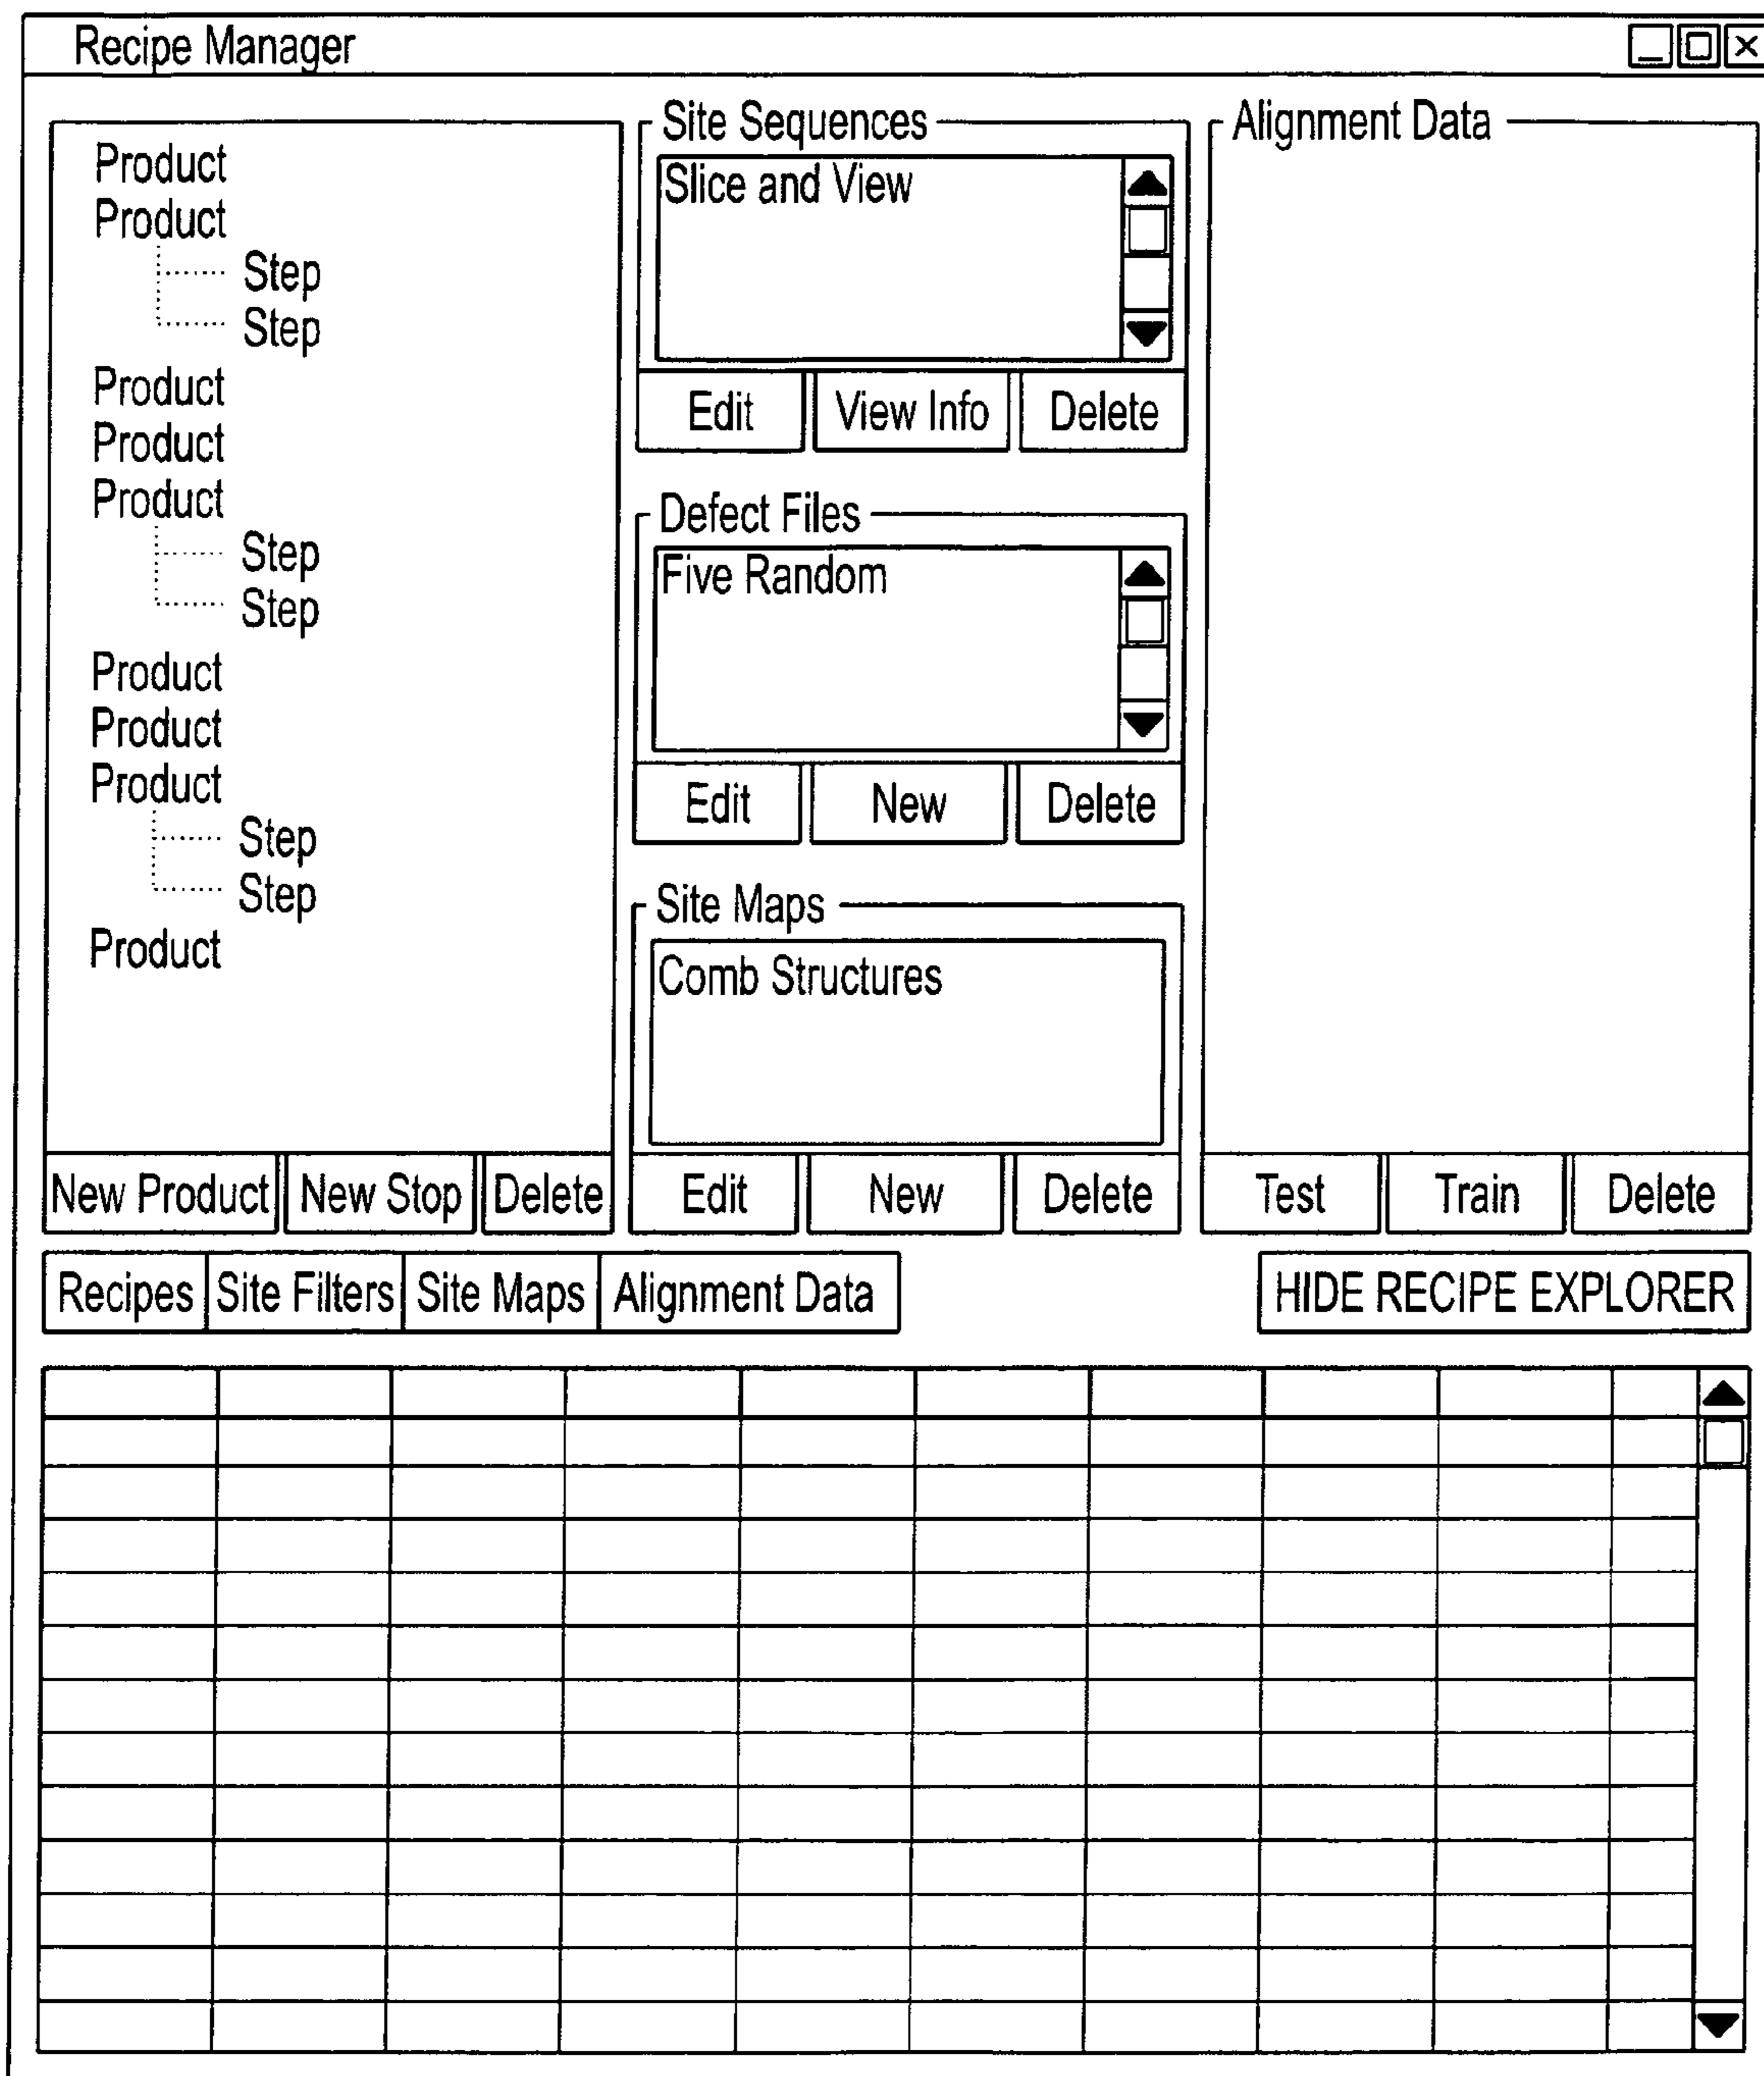 Recipe Manager
Product
Product
Step
Step
Product
Product
Product
Step
Step
Product
Product
Product
Step
Step
Product
New Product New Stop Delete
Site Sequences
Slice and View
Edit View Info Delete
Defect Files
Five Random
Edit New Delete
Site Maps
Comb Structures
Edit New Delete
Alignment Data
Test Train Delete
Recipes Site Filters Site Maps Alignment Data HIDE RECIPE EXPLORER